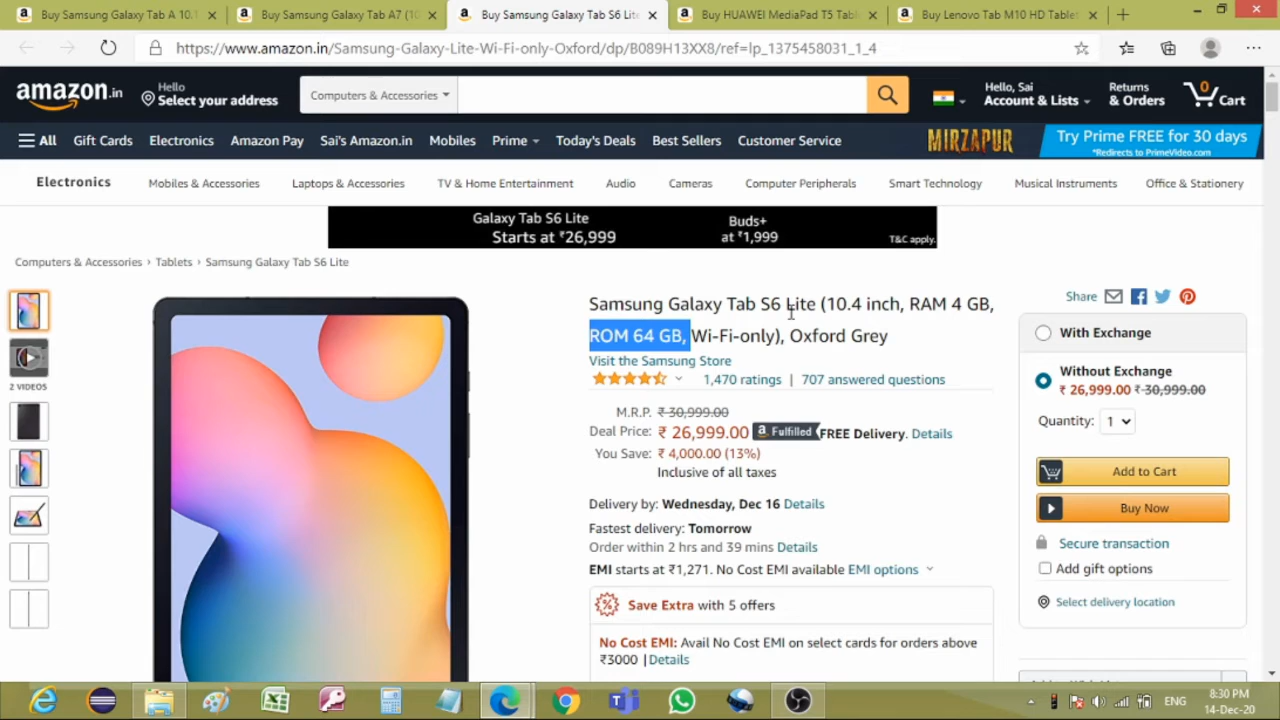 Buy Samsung Galaxy Tab A 10.1
Buy Samsung Galaxy Tab A7 (10
Buy Samsung Galaxy Tab S6 Lite
Buy HUAWEI MediaPad T5 Table
Buy Lenovo Tab M10 HD Tablet
https://www.amazon.in/Samsung-Galaxy-Lite-Wi-Fi-only-Oxford/dp/B089H13XX8/ref=lp_1375458031_1_4
amazon.in
Hello
Select your address
Computers & Accessories
Hello, Sai
Account & Lists
Returns
& Orders
0
Cart
All
Gift Cards
Electronics
Amazon Pay
Sai's Amazon.in
Mobiles
Prime
Today's Deals
Best Sellers
Customer Service
MIRZAPUR
Try Prime FREE for 30 days
*Redirects to PrimeVideo.com
Electronics
Mobiles & Accessories
Laptops & Accessories
TV & Home Entertainment
Audio
Cameras
Computer Peripherals
Smart Technology
Musical Instruments
Office & Stationery
Galaxy Tab S6 Lite
Starts at ₹26,999
Buds+
at ₹1,999
T&C apply.
Computers & Accessories › Tablets › Samsung Galaxy Tab S6 Lite
2 VIDEOS
Samsung Galaxy Tab S6 Lite (10.4 inch, RAM 4 GB,
ROM 64 GB, Wi-Fi-only), Oxford Grey
Visit the Samsung Store
1,470 ratings | 707 answered questions
M.R.P. ₹ 30,999.00
Deal Price: ₹ 26,999.00 a Fulfilled FREE Delivery. Details
You Save: ₹ 4,000.00 (13%)
Inclusive of all taxes
Delivery by: Wednesday, Dec 16 Details
Fastest delivery: Tomorrow
Order within 2 hrs and 39 mins Details
EMI starts at ₹1,271. No Cost EMI available EMI options
Save Extra with 5 offers
No Cost EMI: Avail No Cost EMI on select cards for orders above
₹3000 | Details
Share
With Exchange
Without Exchange
₹ 26,999.00 ₹ 30,999.00
Quantity: 1
Add to Cart
Buy Now
Secure transaction
Add gift options
Select delivery location
ENG
8:30 PM
14-Dec-20